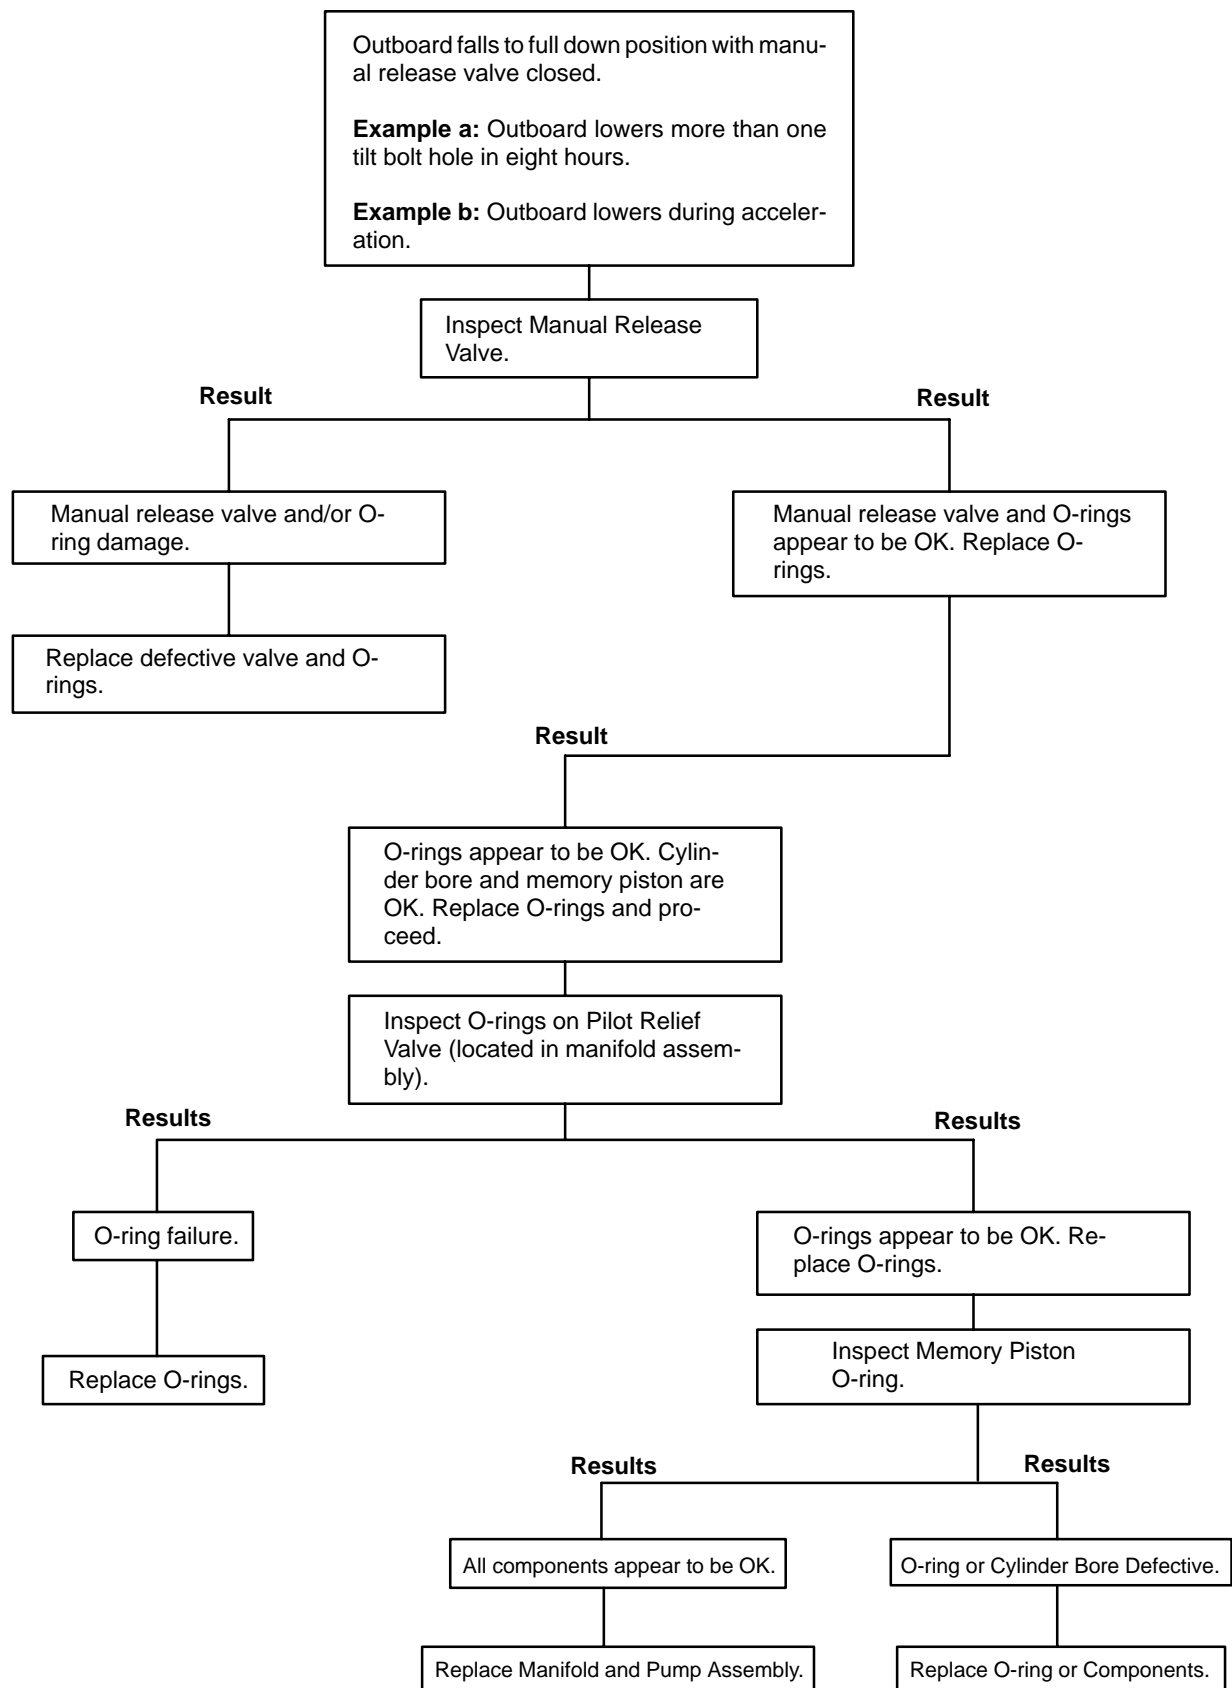 Outboard falls to full down position with manu-
al release valve closed.
Example a: Outboard lowers more than one
tilt bolt hole in eight hours.
Example b: Outboard lowers during acceler-
ation.
Inspect Manual Release
Valve.
Result
Result
Manual release valve and/or O-
ring damage.
Manual release valve and O-rings
appear to be OK. Replace O-
rings.
Replace defective valve and O-
rings.
Result
O-rings appear to be OK. Cylin-
der bore and memory piston are
OK. Replace O-rings and pro-
ceed.
Inspect O-rings on Pilot Relief
Valve (located in manifold assem-
bly).
Results
Results
O-ring failure.
O-rings appear to be OK. Re-
place O-rings.
Replace O-rings.
Inspect Memory Piston
O-ring.
Results
Results
All components appear to be OK.
O-ring or Cylinder Bore Defective.
Replace Manifold and Pump Assembly.
Replace O-ring or Components.